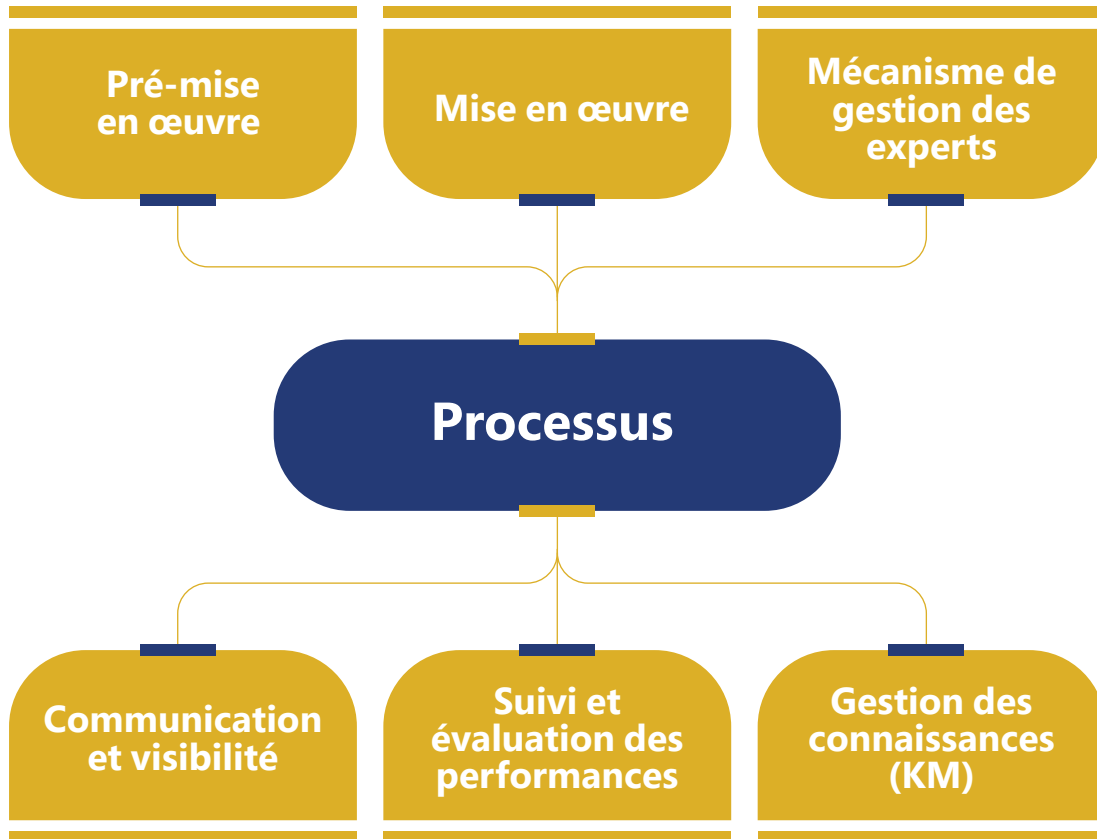 Pré-mise
en œuvre
Mise en œuvre
Mécanisme de
gestion des
experts
Processus
Communication
et visibilité
Suivi et
évaluation des
performances
Gestion des
connaissances
(KM)